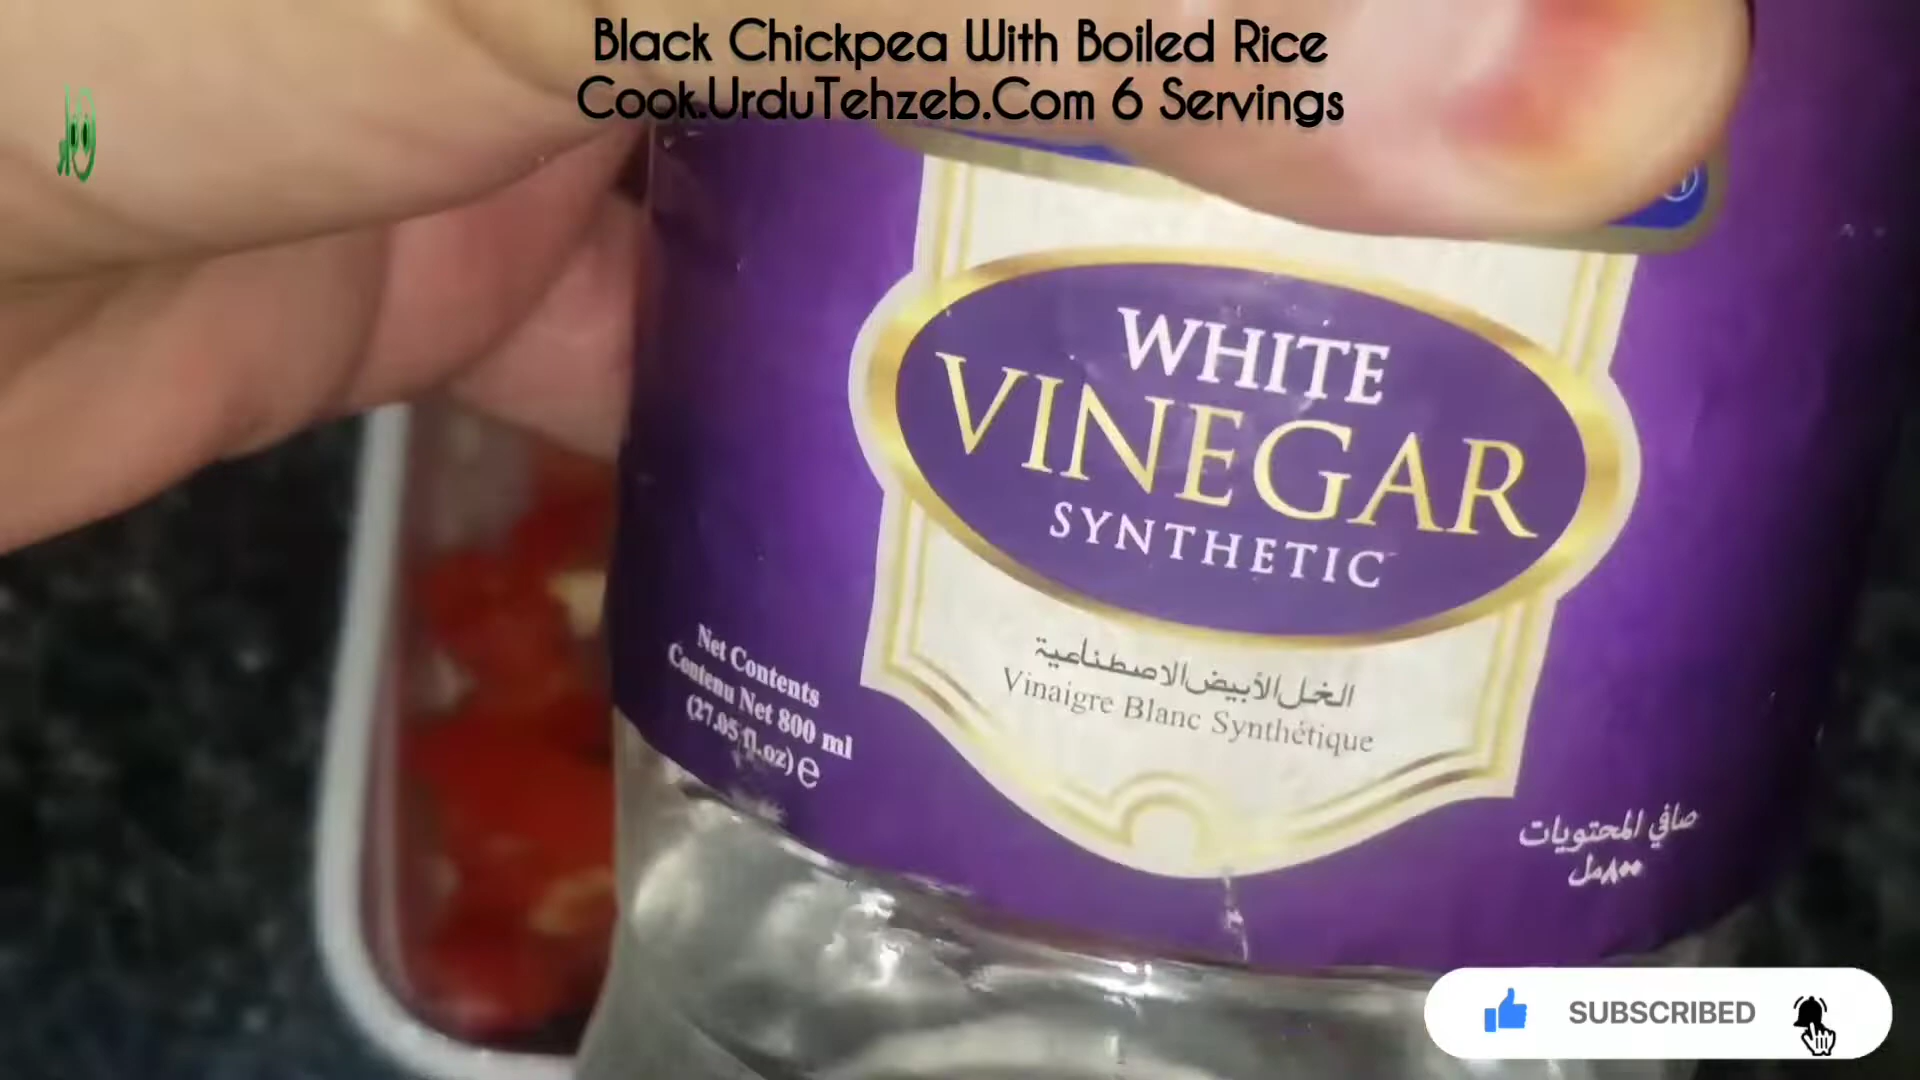 Black Chickpea With Boiled Rice
Cook.UrduTehzeb.Com 6 Servings
WHITE
VINEGAR
SYNTHETIC
الخل الأبيض الاصطناعية
Vinaigre Blanc Synthétique
Net Contents
Contenu Net 800 ml
(27.05 fl.oz) e
صافي المحتويات
٨٠٠مل
SUBSCRIBED